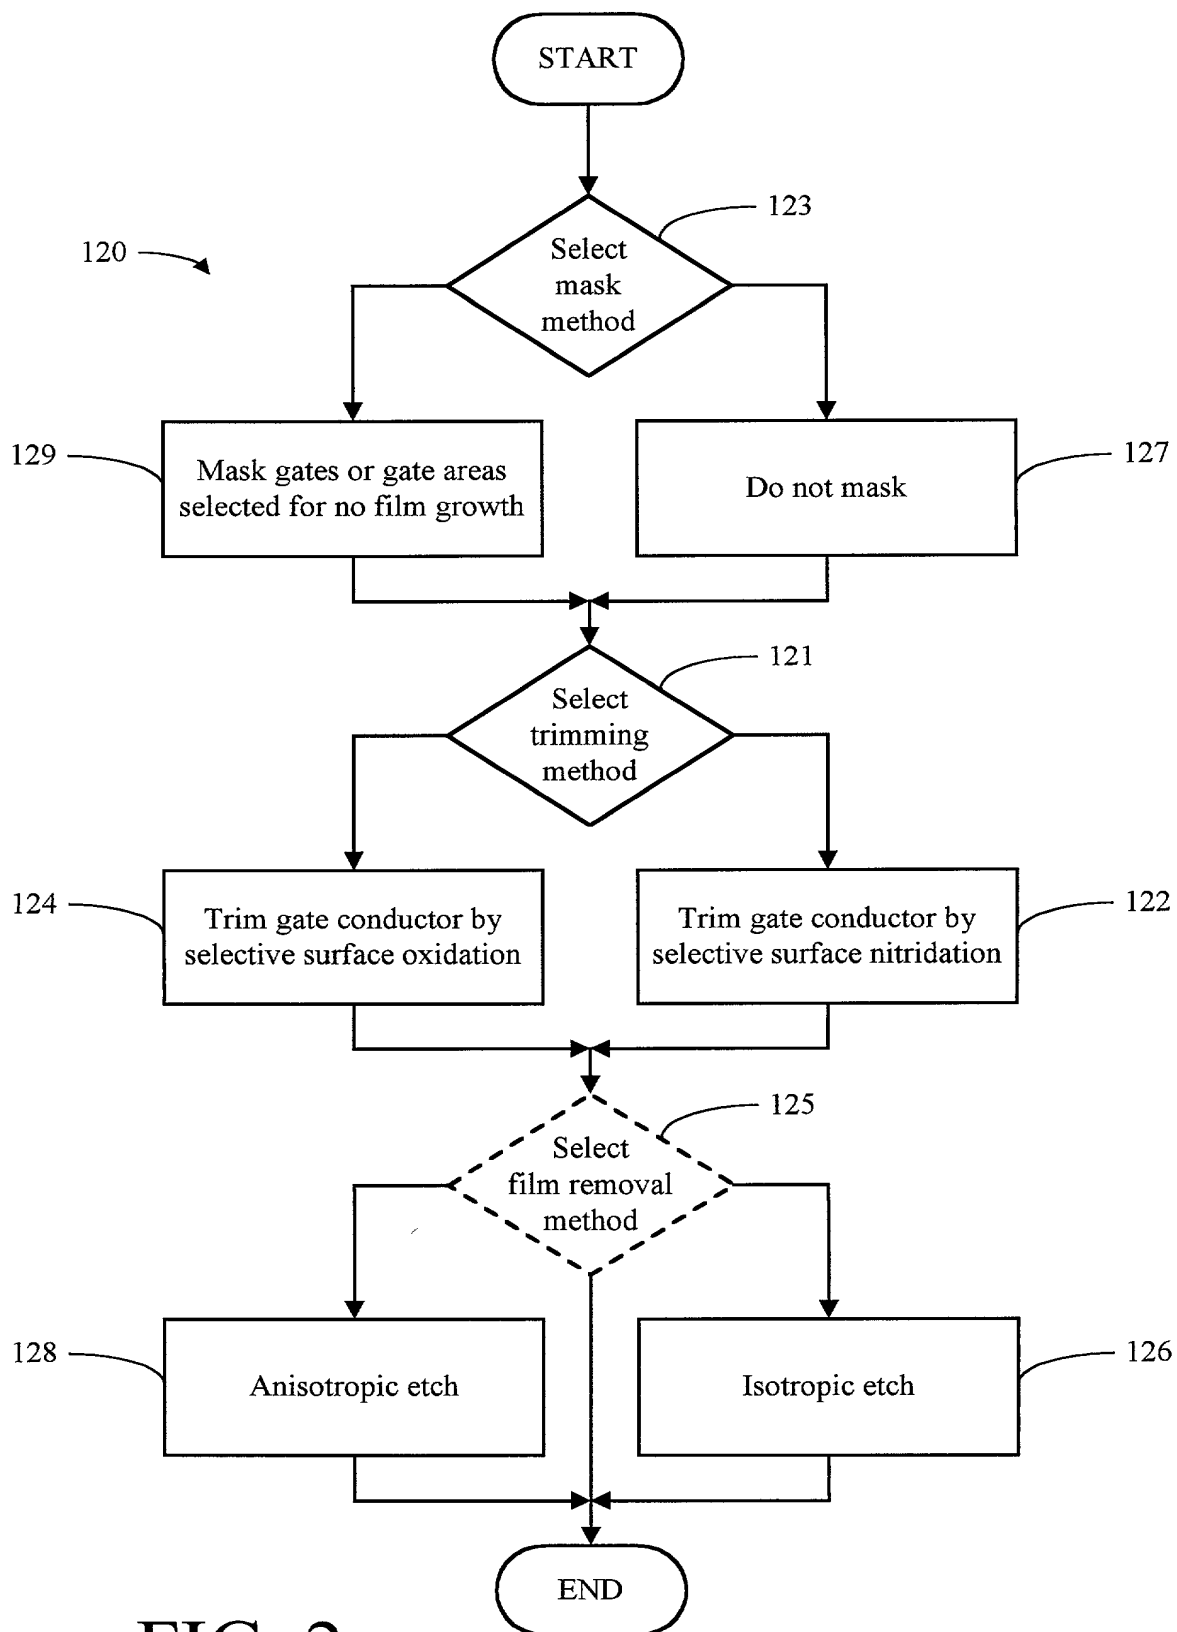 START
123
120
Select
mask
method
129
Mask gates or gate areas
selected for no film growth
Do not mask
127
121
Select
trimming
method
124
Trim gate conductor by
selective surface oxidation
Trim gate conductor by
selective surface nitridation
122
125
Select
film removal
method
128
Anisotropic etch
Isotropic etch
126
END
FIG. 2